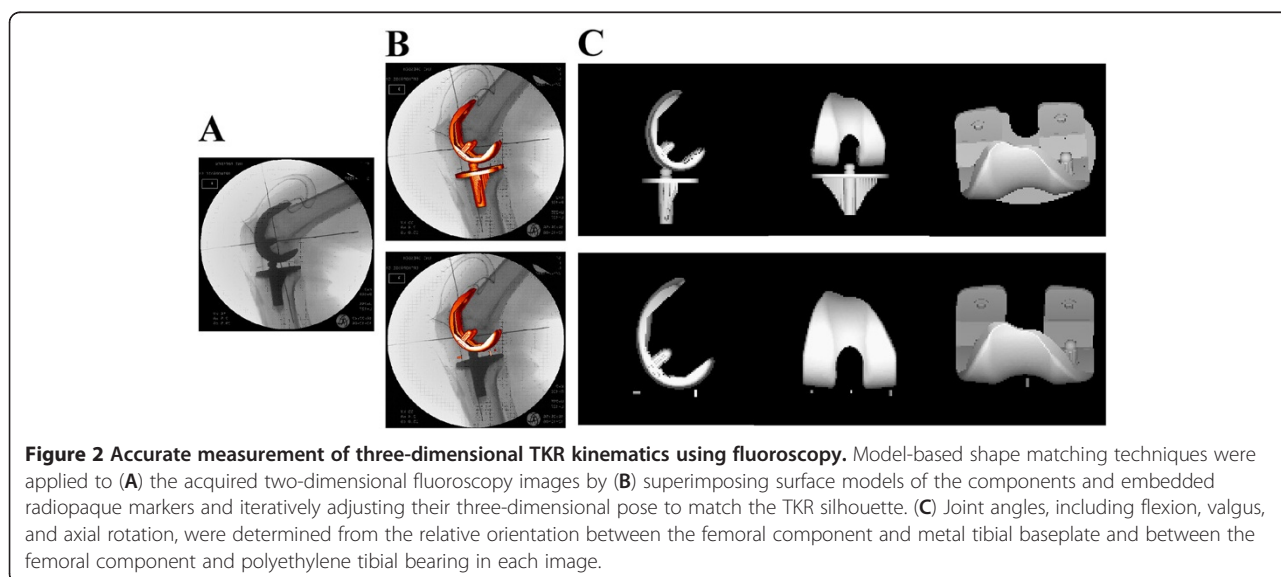 A
B
C
Figure 2 Accurate measurement of three-dimensional TKR kinematics using fluoroscopy. Model-based shape matching techniques were
applied to (A) the acquired two-dimensional fluoroscopy images by (B) superimposing surface models of the components and embedded
radiopaque markers and iteratively adjusting their three-dimensional pose to match the TKR silhouette. (C) Joint angles, including flexion, valgus,
and axial rotation, were determined from the relative orientation between the femoral component and metal tibial baseplate and between the
femoral component and polyethylene tibial bearing in each image.